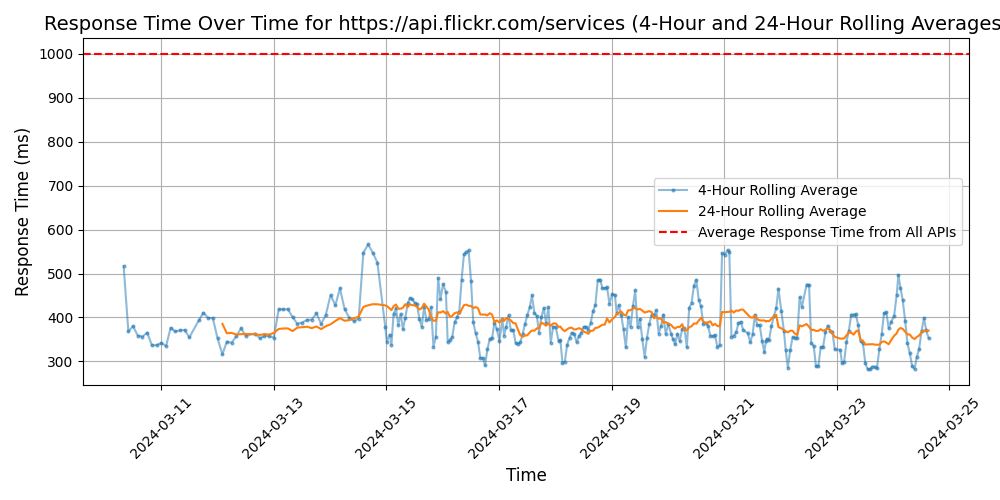 Response Time Over Time for https://api.flickr.com/services (4-Hour and 24-Hour Rolling Averages
Response Time (ms)
1000
900
800
700
600
500
400
300
4-Hour Rolling Average
24-Hour Rolling Average
Average Response Time from All APIs
2024-03-11
2024-03-13
2024-03-15
2024-03-17
2024-03-19
2024-03-21
2024-03-23
2024-03-25
Time